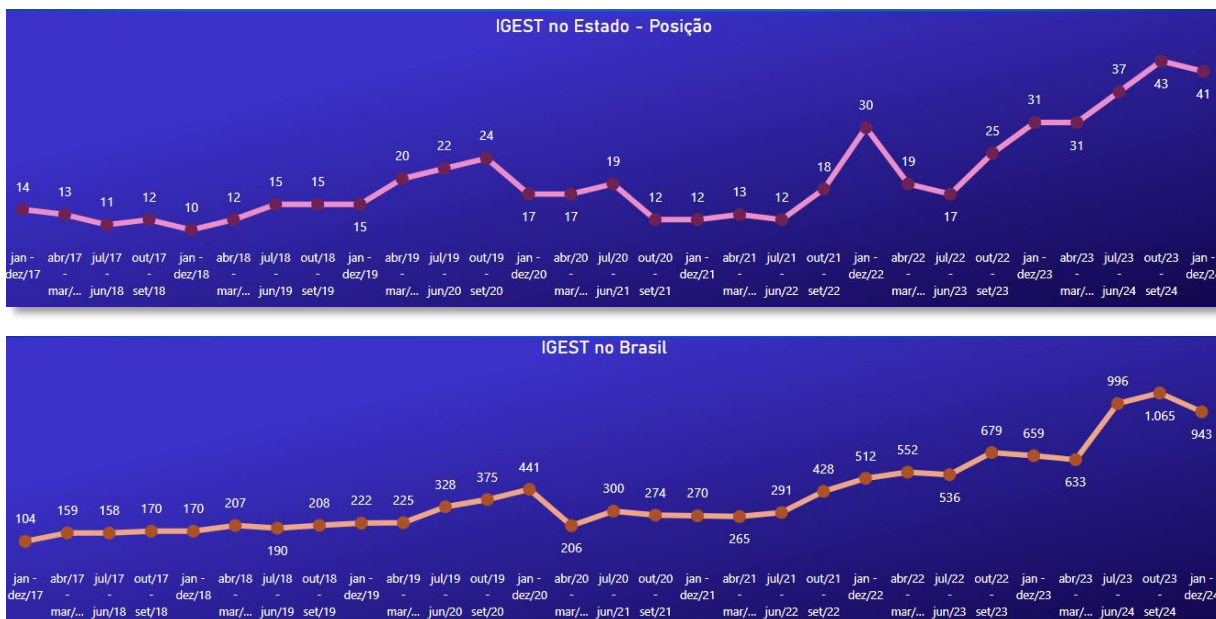 IGEST no Estado - Posição
14 13 11 12 10 12 15 15 15 20 22 24 17 17 19 12 12 13 12 18 30 19 17 25 31 31 37 43 41
jan - abr/17 jul/17 out/17 jan - abr/18 jul/18 out/18 jan - abr/19 jul/19 out/19 jan - abr/20 jul/20 out/20 jan - abr/21 jul/21 out/21 jan - abr/22 jul/22 out/22 jan - abr/23 jul/23 out/23 jan -
dez/17 - - - dez/18 - - - dez/19 - - - dez/20 - - - dez/21 - - - dez/22 - - - dez/23 - - - dez/24
mar/... jun/18 set/18 mar/... jun/19 set/19 mar/... jun/20 set/20 mar/... jun/21 set/21 mar/... jun/22 set/22 mar/... jun/23 set/23 mar/... jun/24 set/24
IGEST no Brasil
104 159 158 170 170 207 190 208 222 225 328 375 441 206 300 274 270 265 291 428 512 552 536 679 659 633 996 1.065 943
jan - abr/17 jul/17 out/17 jan - abr/18 jul/18 out/18 jan - abr/19 jul/19 out/19 jan - abr/20 jul/20 out/20 jan - abr/21 jul/21 out/21 jan - abr/22 jul/22 out/22 jan - abr/23 jul/23 out/23 jan -
dez/17 - - - dez/18 - - - dez/19 - - - dez/20 - - - dez/21 - - - dez/22 - - - dez/23 - - - dez/24
mar/... jun/18 set/18 mar/... jun/19 set/19 mar/... jun/20 set/20 mar/... jun/21 set/21 mar/... jun/22 set/22 mar/... jun/23 set/23 mar/... jun/24 set/24